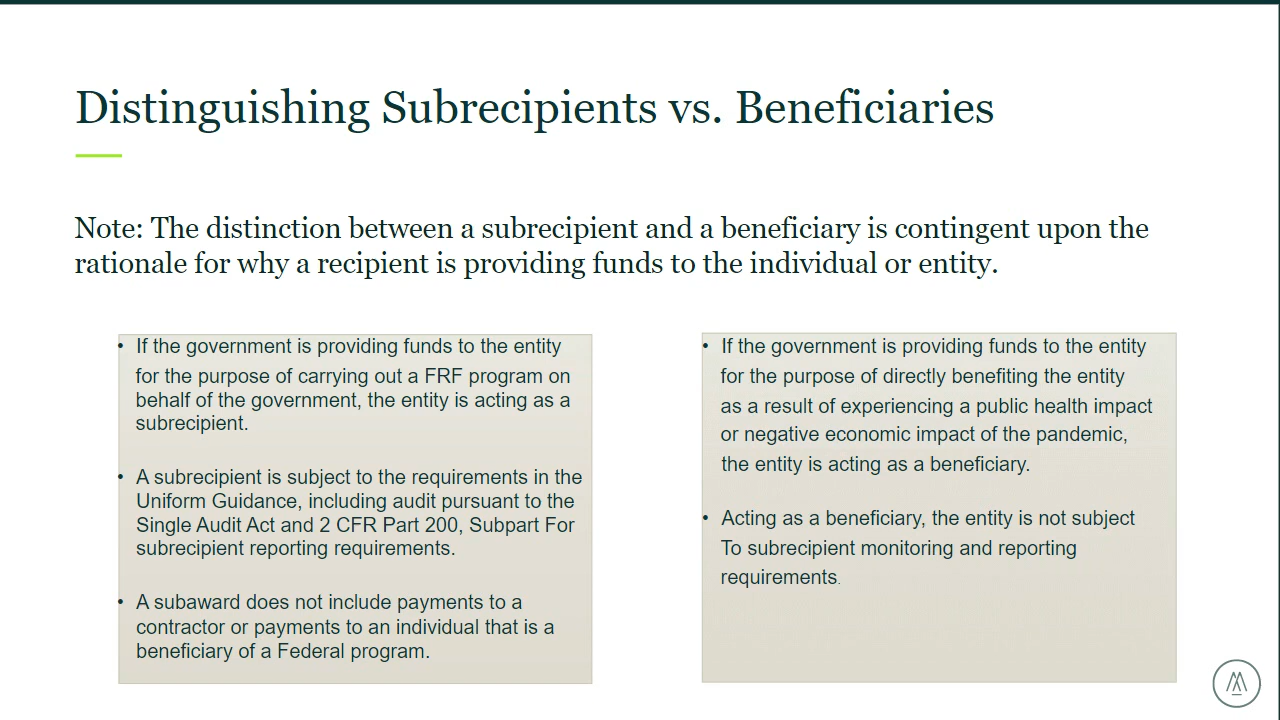 Distinguishing Subrecipients vs. Beneficiaries
Note: The distinction between a subrecipient and a beneficiary is contingent upon the
rationale for why a recipient is providing funds to the individual or entity.
• If the government is providing funds to the entity
for the purpose of carrying out a FRF program on
behalf of the government, the entity is acting as a
subrecipient.
• A subrecipient is subject to the requirements in the
Uniform Guidance, including audit pursuant to the
Single Audit Act and 2 CFR Part 200, Subpart For
subrecipient reporting requirements.
• A subaward does not include payments to a
contractor or payments to an individual that is a
beneficiary of a Federal program.
• If the government is providing funds to the entity
for the purpose of directly benefiting the entity
as a result of experiencing a public health impact
or negative economic impact of the pandemic,
the entity is acting as a beneficiary.
• Acting as a beneficiary, the entity is not subject
To subrecipient monitoring and reporting
requirements.